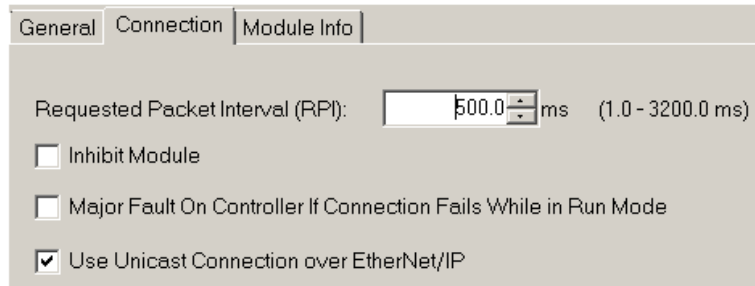 General Connection Module Info
Requested Packet Interval (RPI): 500.0 ms (1.0 - 3200.0 ms)
Inhibit Module
Major Fault On Controller If Connection Fails While in Run Mode
Use Unicast Connection over EtherNet/IP